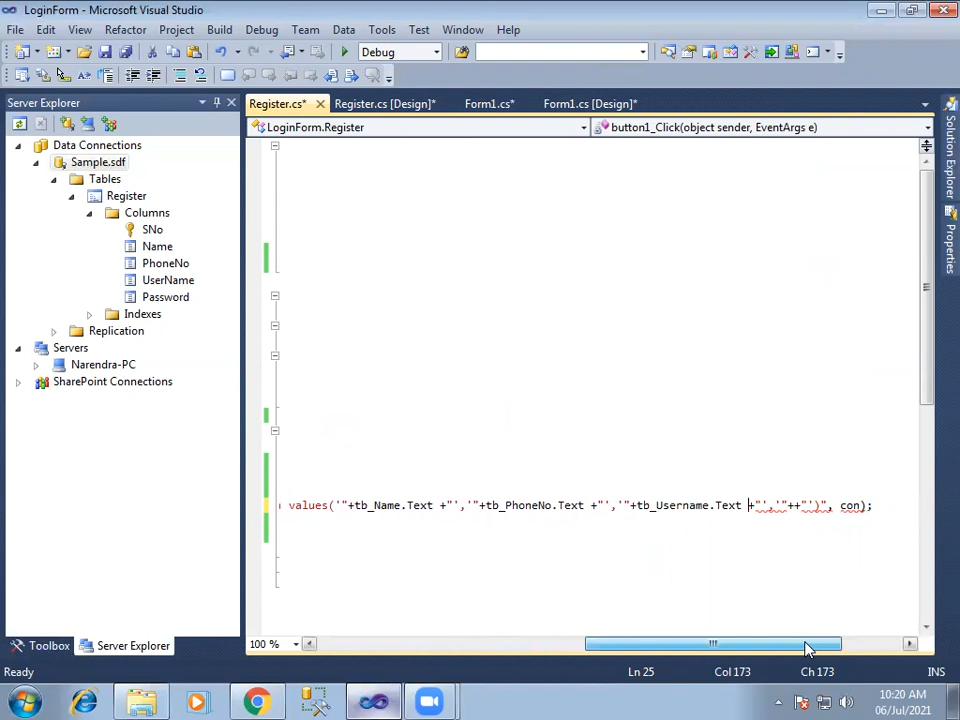 LoginForm - Microsoft Visual Studio
File Edit View Refactor Project Build Debug Team Data Tools Test Window Help
Debug
Server Explorer
Register.cs* Register.cs [Design]* Form1.cs* Form1.cs [Design]*
LoginForm.Register
button1_Click(object sender, EventArgs e)
Data Connections
Sample.sdf
Tables
Register
Columns
SNo
Name
PhoneNo
UserName
Password
Indexes
Replication
Servers
Narendra-PC
SharePoint Connections
values('"+tb_Name.Text +"','"+tb_PhoneNo.Text +"','"+tb_Username.Text +"','"++"')", con);
Solution Explorer
Properties
Toolbox Server Explorer
100 %
Ready
Ln 25 Col 173 Ch 173 INS
10:20 AM
06/Jul/2021